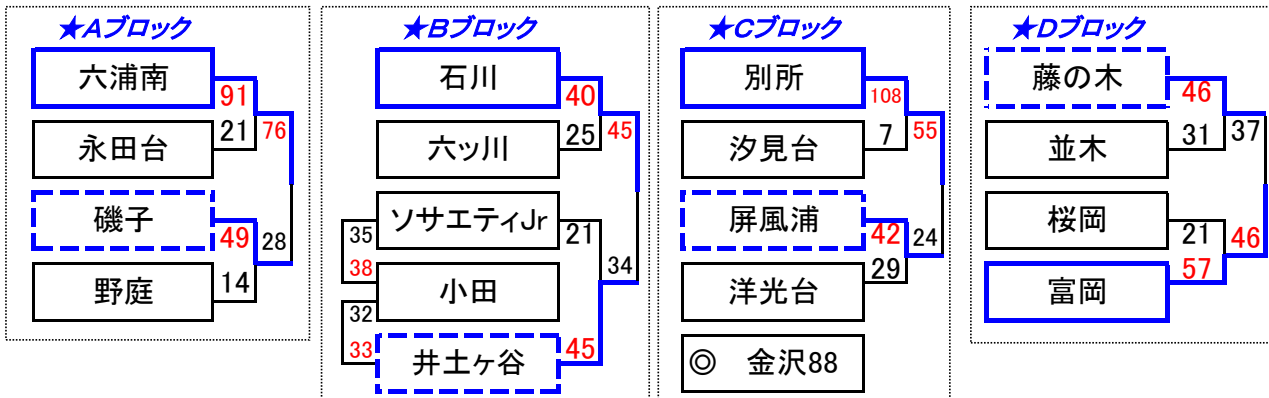 ★Aブロック
六浦南
91
永田台
21
76
磯子
49
28
野庭
14
★Bブロック
石川
40
六ッ川
25
45
ソサエティJr
35
21
38
小田
34
32
33
井土ヶ谷
45
★Cブロック
別所
108
汐見台
7
55
屏風浦
42
24
洋光台
29
◎ 金沢88
★Dブロック
藤の木
46
並木
31
37
桜岡
21
46
富岡
57